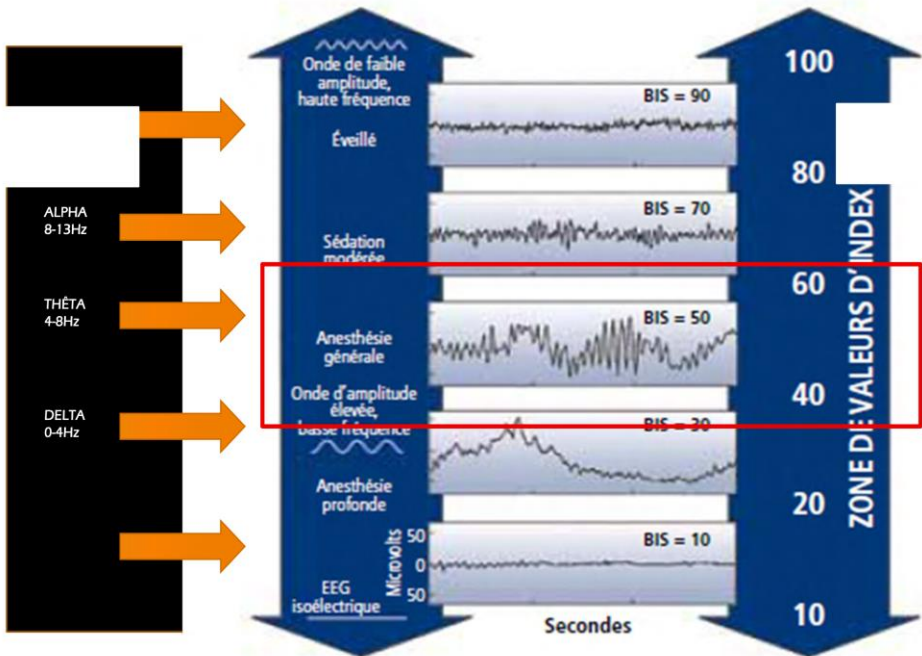 ALPHA
8-13Hz
THÊTA
4-8Hz
DELTA
0-4Hz
Onde de faible
amplitude,
haute fréquence
Éveillé
Sédation
modérée
Anesthésie
générale
Onde d'amplitude
élevée,
basse fréquence
Anesthésie
profonde
EEG
isoélectrique
BIS = 90
BIS = 70
BIS = 50
BIS = 30
Microvolts
50
0
50
BIS = 10
Secondes
100
80
60
40
20
10
ZONE DE VALEURS D'INDEX